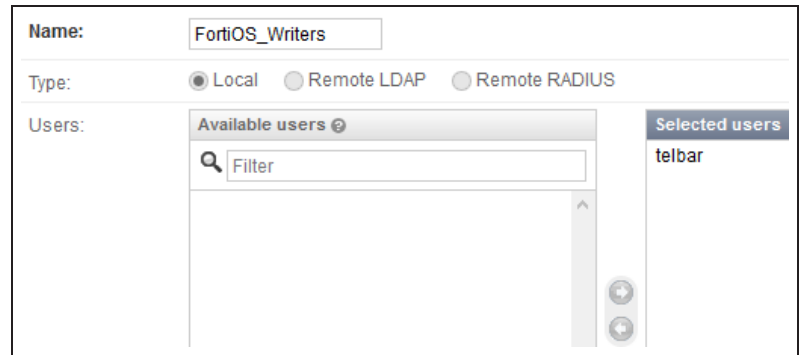 Name: FortiOS_Writers
Type: Local Remote LDAP Remote RADIUS
Users: Available users Selected users
Filter telbar